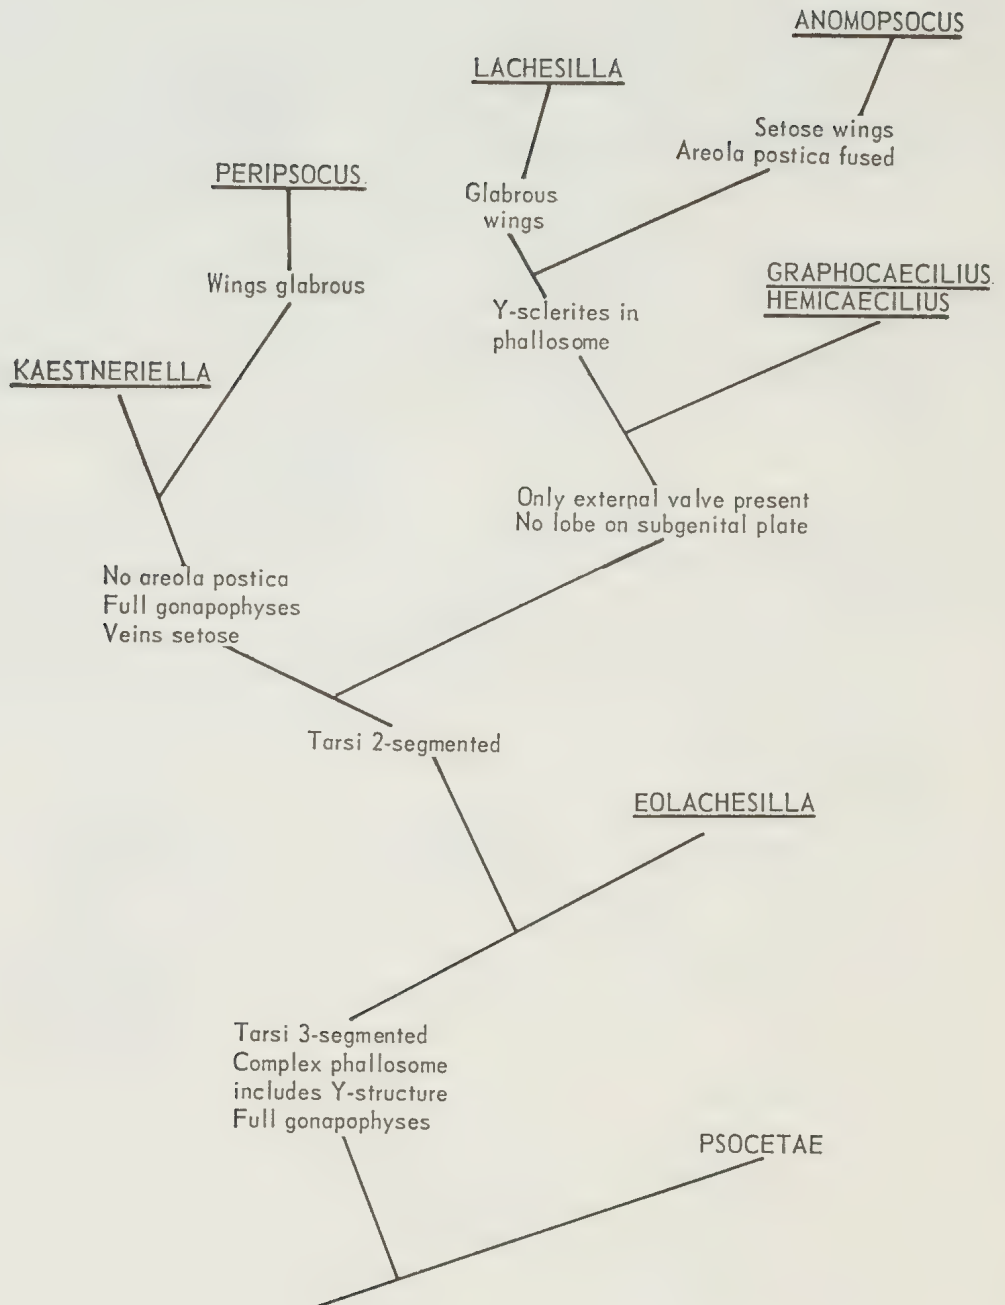 ANOMOPSOCUS
LACHESILLA
Setose wings
Areola postica fused
PERIPSOCUS.
Glabrous
wings
Wings glabrous
GRAPHOCAECILIUS.
HEMICAECILIUS
Y-sclerites in
phallosome
KAESTNERIELLA
Only external valve present
No lobe on subgenital plate
No areola postica
Full gonapophyses
Veins setose
Tarsi 2-segmented
EOLACHESILLA
Tarsi 3-segmented
Complex phallosome
includes Y-structure
Full gonapophyses
PSOCETAE